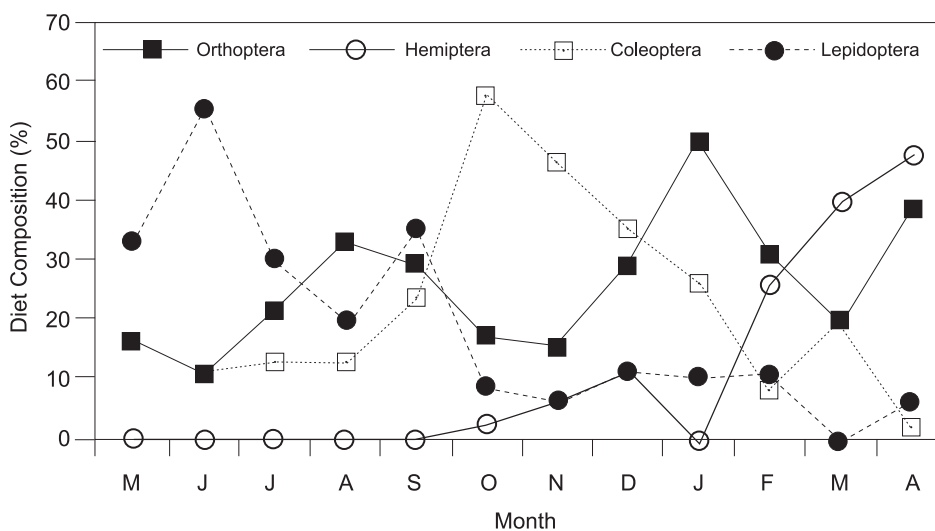 70
Orthoptera Hemiptera Coleoptera Lepidoptera
60
50
40
30
20
10
0
Diet Composition (%)
M J J A S O N D J F M A
Month